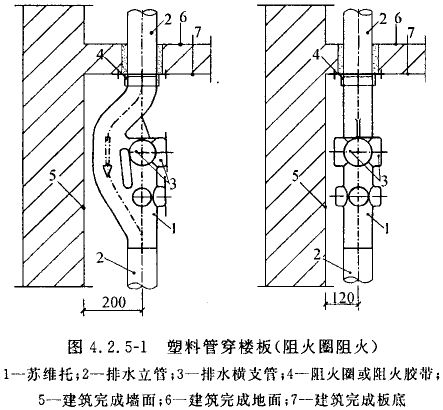 2 6 7
4
5
3
1
2
200
2 6 7
4
5
3
1
2
120
图 4.2.5-1 塑料管穿楼板(阻火圈阻火)
1—苏维托;2—排水立管;3—排水横支管;4—阻火圈或阻火胶带;
5—建筑完成墙面;6—建筑完成地面;7—建筑完成板底